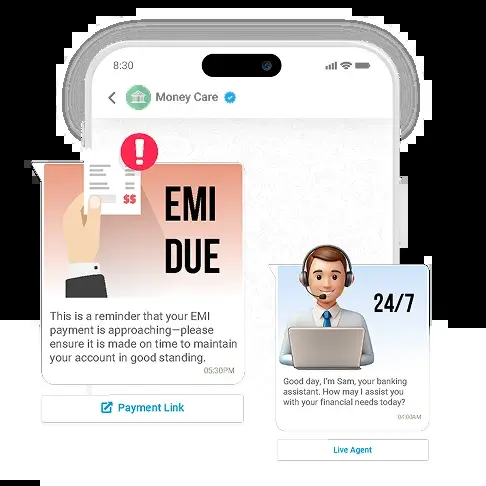 8:30
Money Care
!
$$
EMI
DUE
This is a reminder that your EMI
payment is approaching—please
ensure it is made on time to maintain
your account in good standing.
05:30PM
Payment Link
24/7
Good day, I'm Sam, your banking
assistant. How may I assist you
with your financial needs today?
04:00AM
Live Agent